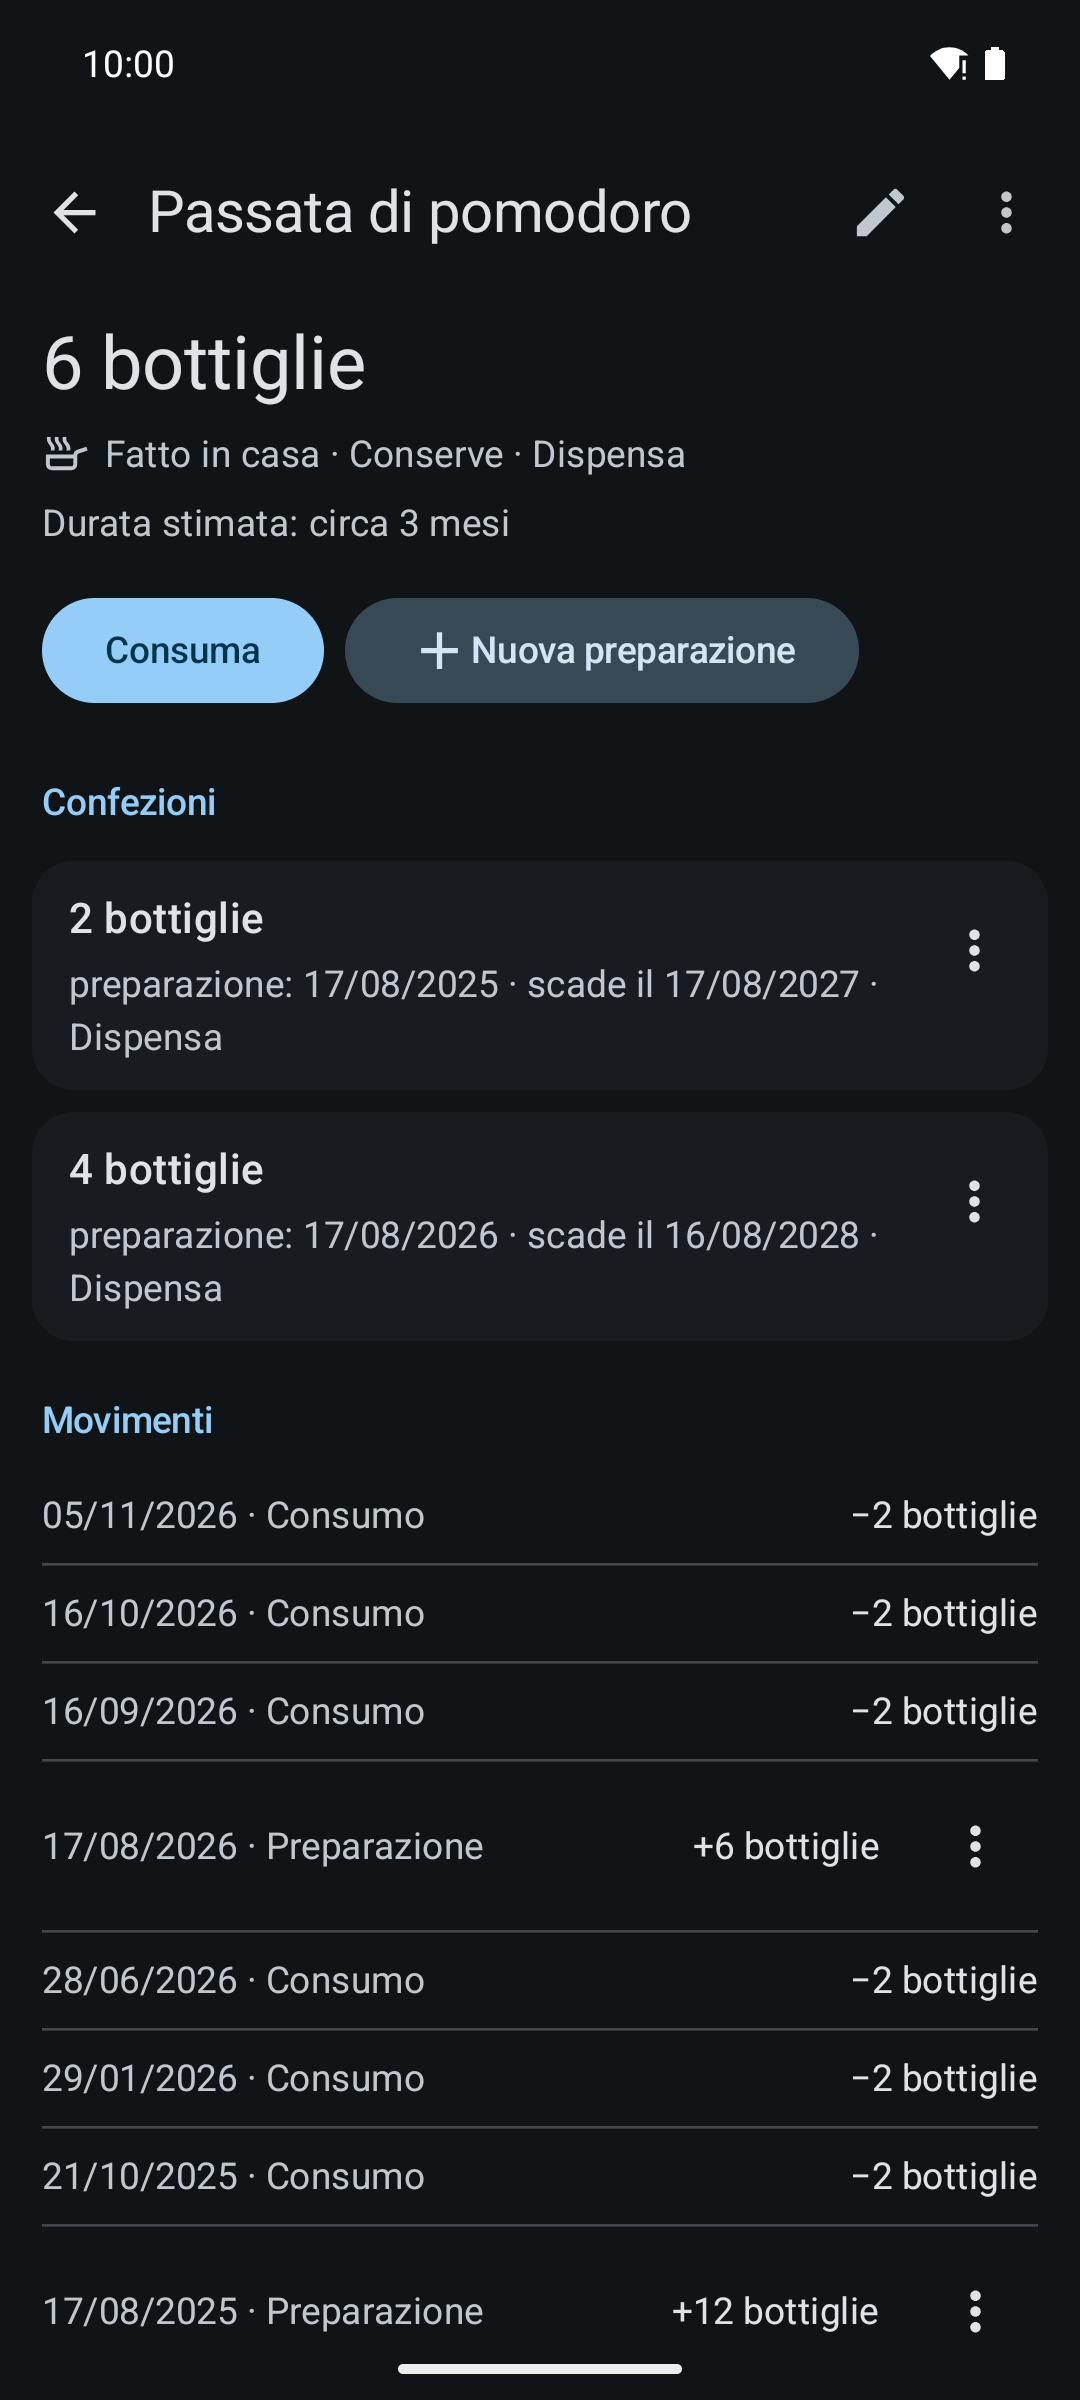 10:00
Passata di pomodoro
6 bottiglie
Fatto in casa · Conserve · Dispensa
Durata stimata: circa 3 mesi
Consuma
Nuova preparazione
Confezioni
2 bottiglie
preparazione: 17/08/2025 · scade il 17/08/2027 ·
Dispensa
4 bottiglie
preparazione: 17/08/2026 · scade il 16/08/2028 ·
Dispensa
Movimenti
05/11/2026 · Consumo −2 bottiglie
16/10/2026 · Consumo −2 bottiglie
16/09/2026 · Consumo −2 bottiglie
17/08/2026 · Preparazione +6 bottiglie
28/06/2026 · Consumo −2 bottiglie
29/01/2026 · Consumo −2 bottiglie
21/10/2025 · Consumo −2 bottiglie
17/08/2025 · Preparazione +12 bottiglie